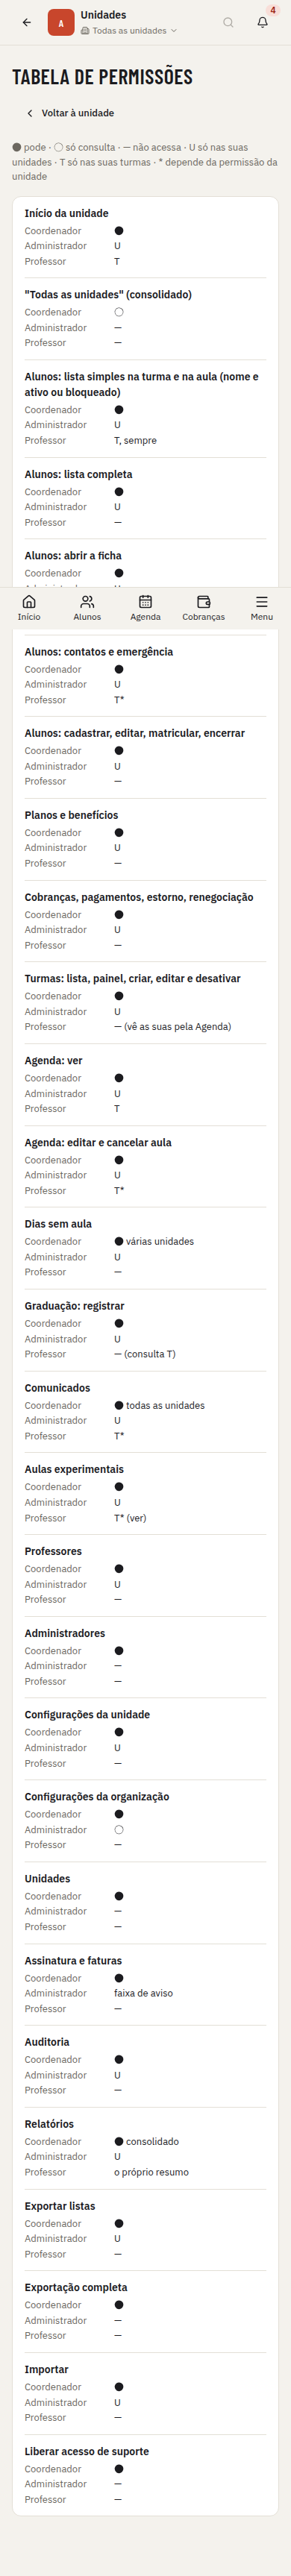 A
Unidades
Todas as unidades
4
TABELA DE PERMISSÕES
Voltar à unidade
● pode · ○ só consulta · — não acessa · U só nas suas
unidades · T só nas suas turmas · * depende da permissão da
unidade
Início da unidade
Coordenador ●
Administrador U
Professor T
"Todas as unidades" (consolidado)
Coordenador ○
Administrador —
Professor —
Alunos: lista simples na turma e na aula (nome e
ativo ou bloqueado)
Coordenador ●
Administrador U
Professor T, sempre
Alunos: lista completa
Coordenador ●
Administrador U
Professor —
Alunos: abrir a ficha
Coordenador ●
Início
Alunos
Agenda
Cobranças
Menu
Alunos: contatos e emergência
Coordenador ●
Administrador U
Professor T*
Alunos: cadastrar, editar, matricular, encerrar
Coordenador ●
Administrador U
Professor —
Planos e benefícios
Coordenador ●
Administrador U
Professor —
Cobranças, pagamentos, estorno, renegociação
Coordenador ●
Administrador U
Professor —
Turmas: lista, painel, criar, editar e desativar
Coordenador ●
Administrador U
Professor — (vê as suas pela Agenda)
Agenda: ver
Coordenador ●
Administrador U
Professor T
Agenda: editar e cancelar aula
Coordenador ●
Administrador U
Professor T*
Dias sem aula
Coordenador ● várias unidades
Administrador U
Professor —
Graduação: registrar
Coordenador ●
Administrador U
Professor — (consulta T)
Comunicados
Coordenador ● todas as unidades
Administrador U
Professor T*
Aulas experimentais
Coordenador ●
Administrador U
Professor T* (ver)
Professores
Coordenador ●
Administrador U
Professor —
Administradores
Coordenador ●
Administrador —
Professor —
Configurações da unidade
Coordenador ●
Administrador U
Professor —
Configurações da organização
Coordenador ●
Administrador ○
Professor —
Unidades
Coordenador ●
Administrador —
Professor —
Assinatura e faturas
Coordenador ●
Administrador faixa de aviso
Professor —
Auditoria
Coordenador ●
Administrador U
Professor —
Relatórios
Coordenador ● consolidado
Administrador U
Professor o próprio resumo
Exportar listas
Coordenador ●
Administrador U
Professor —
Exportação completa
Coordenador ●
Administrador —
Professor —
Importar
Coordenador ●
Administrador U
Professor —
Liberar acesso de suporte
Coordenador ●
Administrador —
Professor —